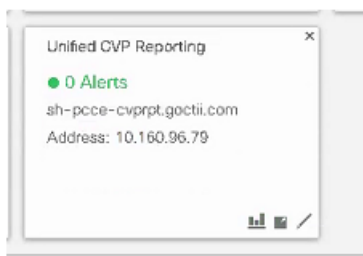 Unified CVP Reporting
0 Alerts
sh-pcce-cvprpt.goctii.com
Address: 10.160.96.79